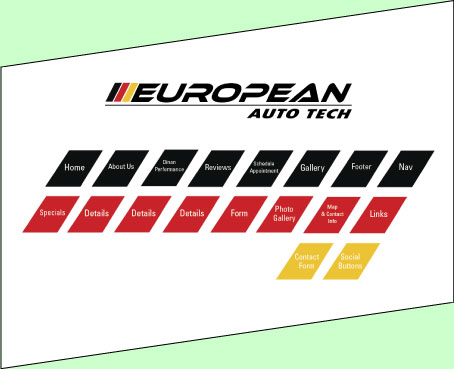 EUROPEAN
AUTO TECH
Home
About Us
Dinan
Performance
Reviews
Schedule
Appointment
Gallery
Footer
Nav
Specials
Details
Details
Details
Form
Photo
Gallery
Map
& Contact
Info
Links
Contact
Form
Social
Buttons